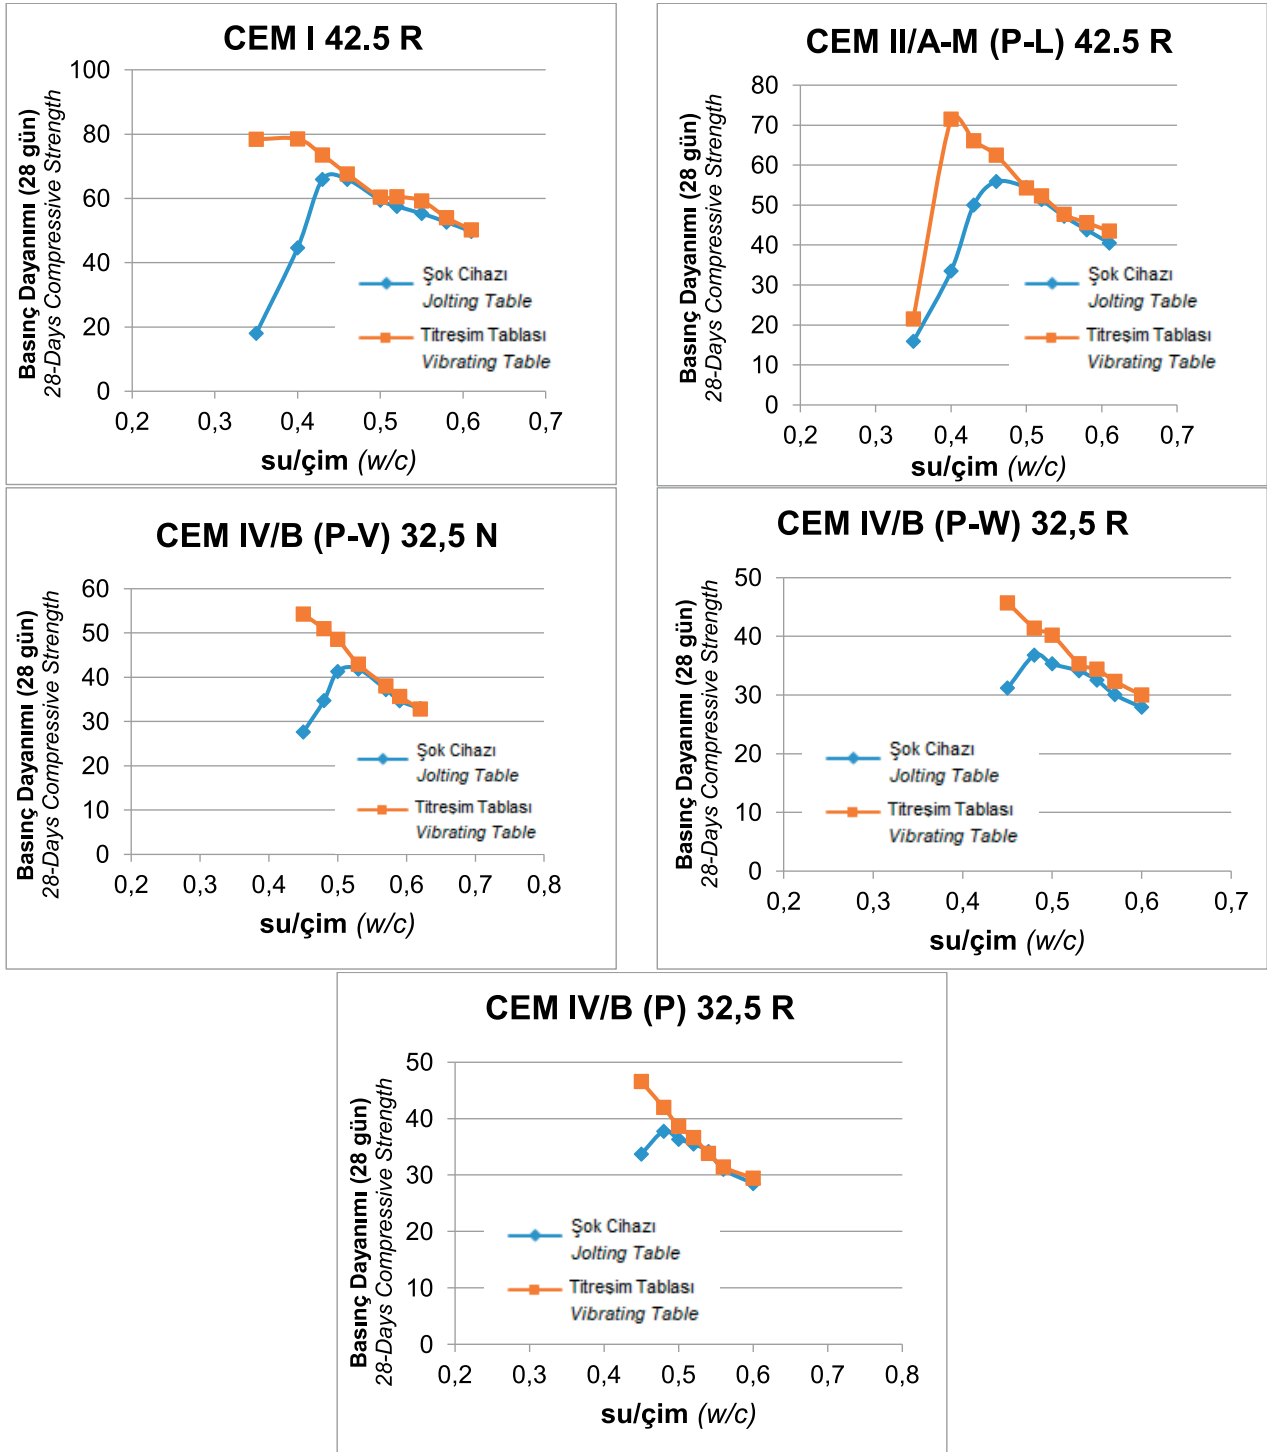 CEM I 42.5 R
Basınç Dayanımı (28 gün)
28-Days Compressive Strength
100
80
60
40
20
0
Şok Cihazı
Jolting Table
Titreşim Tablası
Vibrating Table
0,2 0,3 0,4 0,5 0,6 0,7
su/çim (w/c)
CEM II/A-M (P-L) 42.5 R
Basınç Dayanımı (28 gün)
28-Days Compressive Strength
80
70
60
50
40
30
20
10
0
Şok Cihazı
Jolting Table
Titreşim Tablası
Vibrating Table
0,2 0,3 0,4 0,5 0,6 0,7
su/çim (w/c)
CEM IV/B (P-V) 32,5 N
Basınç Dayanımı (28 gün)
28-Days Compressive Strength
60
50
40
30
20
10
0
Şok Cihazı
Jolting Table
Titreşim Tablası
Vibrating Table
0,2 0,3 0,4 0,5 0,6 0,7 0,8
su/çim (w/c)
CEM IV/B (P-W) 32,5 R
Basınç Dayanımı (28 gün)
28-Days Compressive Strength
50
40
30
20
10
0
Şok Cihazı
Jolting Table
Titreşim Tablası
Vibrating Table
0,2 0,3 0,4 0,5 0,6 0,7
su/çim (w/c)
CEM IV/B (P) 32,5 R
Basınç Dayanımı (28 gün)
28-Days Compressive Strength
50
40
30
20
10
0
Şok Cihazı
Jolting Table
Titreşim Tablası
Vibrating Table
0,2 0,3 0,4 0,5 0,6 0,7 0,8
su/çim (w/c)